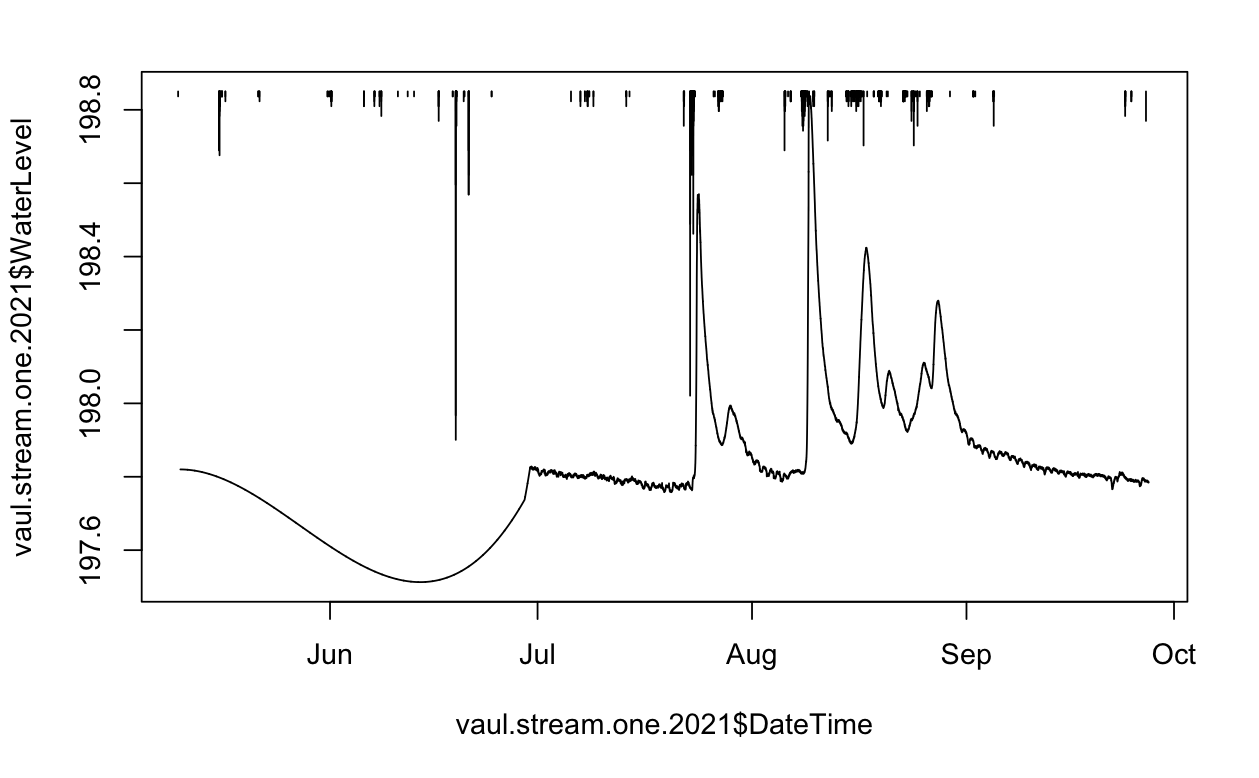 vaul.stream.one.2021$WaterLevel
198.8
198.4
198.0
197.6
Jun Jul Aug Sep Oct
vaul.stream.one.2021$DateTime